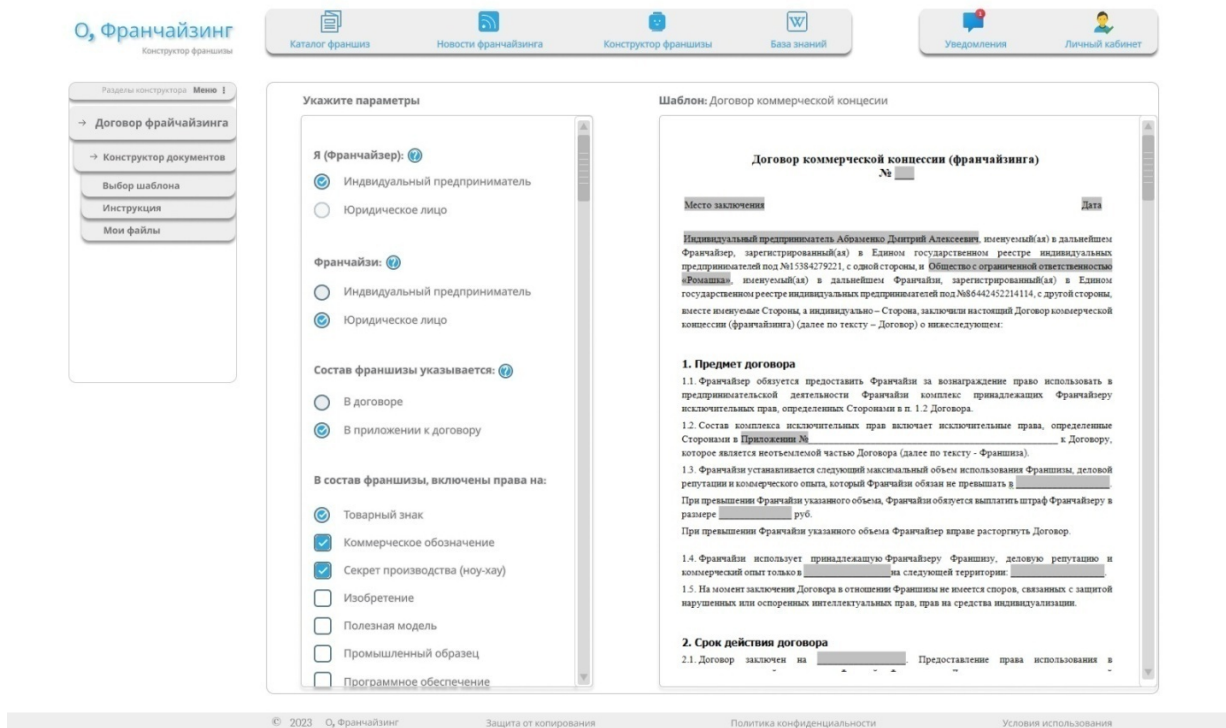 О, Франчайзинг
Конструктор франшизы
Каталог франшиз
Новости франчайзинга
Конструктор франшизы
База знаний
Уведомления
Личный кабинет
Разделы конструктора Меню
Договор фрайчайзинга
Конструктор документов
Выбор шаблона
Инструкция
Мои файлы
Укажите параметры
Я (Франчайзер):
Индвидуальный предприниматель
Юридическое лицо
Франчайзи:
Индвидуальный предприниматель
Юридическое лицо
Состав франшизы указывается:
В договоре
В приложении к договору
В состав франшизы, включены права на:
Товарный знак
Коммерческое обозначение
Секрет производства (ноу-хау)
Изобретение
Полезная модель
Промышленный образец
Программное обеспечение
Шаблон: Договор коммерческой концесии
Договор коммерческой концессии (франчайзинга)
№ ___
Место заключения Дата
Индивидуальный предприниматель Абраменко Дмитрий Алексеевич, именуемый(ая) в дальнейшем
Франчайзер, зарегистрированный(ая) в Едином государственном реестре индивидуальных
предпринимателей под №15384279221, с одной стороны, и Общество с ограниченной ответственностью
«Ромашка», именуемый(ая) в дальнейшем Франчайзи, зарегистрированный(ая) в Едином
государственном реестре индивидуальных предпринимателей под №86442452214114, с другой стороны,
вместе именуемые Стороны, а индивидуально – Сторона, заключили настоящий Договор коммерческой
концессии (франчайзинга) (далее по тексту – Договор) о нижеследующем:
1. Предмет договора
1.1. Франчайзер обязуется предоставить Франчайзи за вознаграждение право использовать в
предпринимательской деятельности Франчайзи комплекс принадлежащих Франчайзеру
исключительных прав, определенных Сторонами в п. 1.2 Договора.
1.2. Состав комплекса исключительных прав включает исключительные права, определенные
Сторонами в Приложении №____ к Договору,
которое является неотъемлемой частью Договора (далее по тексту - Франшиза).
1.3. Франчайзи устанавливается следующий максимальный объем использования Франшизы, деловой
репутации и коммерческого опыта, который Франчайзи обязан не превышать в ____.
При превышении Франчайзи указанного объема, Франчайзи обязуется выплатить штраф Франчайзеру в
размере ____ руб.
При превышении Франчайзи указанного объема Франчайзер вправе расторгнуть Договор.
1.4. Франчайзи использует принадлежащую Франчайзеру Франшизу, деловую репутацию и
коммерческий опыт только в ____ на следующей территории: ____.
1.5. На момент заключения Договора в отношении Франшизы не имеется споров, связанных с защитой
нарушенных или оспоренных интеллектуальных прав, прав на средства индивидуализации.
2. Срок действия договора
2.1. Договор заключен на ____. Предоставление права использования в
© 2023 О, Франчайзинг
Защита от копирования
Политика конфиденциальности
Условия использования